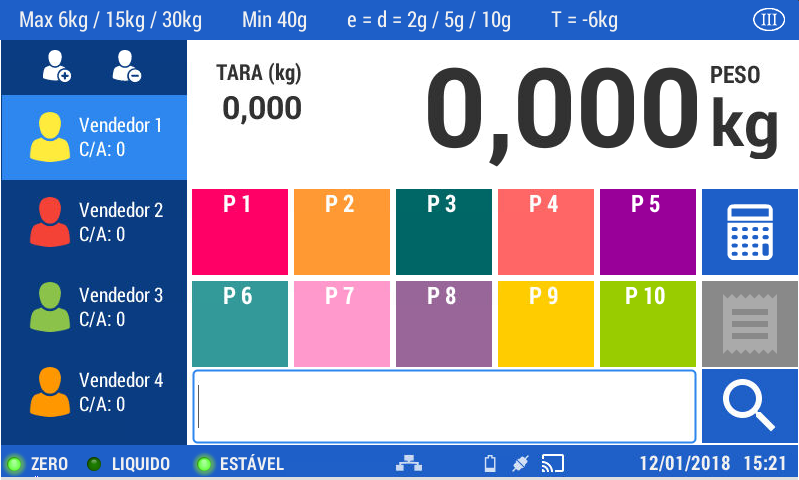 Max 6kg / 15kg / 30kg Min 40g e = d = 2g / 5g / 10g T = -6kg III
TARA (kg)
0,000
0,000
PESO
kg
Vendedor 1
C/A: 0
Vendedor 2
C/A: 0
Vendedor 3
C/A: 0
Vendedor 4
C/A: 0
P 1 P 2 P 3 P 4 P 5
P 6 P 7 P 8 P 9 P 10
ZERO LIQUIDO ESTÁVEL 12/01/2018 15:21